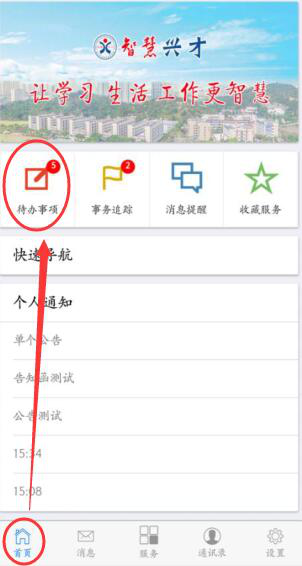 智慧兴才
让学习生活工作更智慧
5
2
待办事项
事务追踪
消息提醒
收藏服务
快速导航
个人通知
单个公告
告知函测试
公告测试
15:34
15:08
首页
消息
服务
通讯录
设置